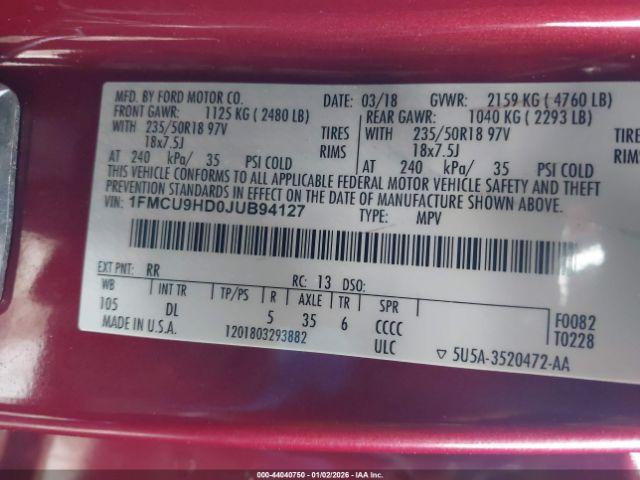 MFD. BY FORD MOTOR CO. DATE: 03/18 GVWR: 2159 KG ( 4760 LB)
FRONT GAWR: 1125 KG ( 2480 LB) REAR GAWR: 1040 KG ( 2293 LB)
WITH 235/50R18 97V TIRES WITH 235/50R18 97V TIRES
18x7.5J RIMS 18x7.5J RIMS
AT 240 kPa/ 35 PSI COLD AT 240 kPa/ 35 PSI COLD
THIS VEHICLE CONFORMS TO ALL APPLICABLE FEDERAL MOTOR VEHICLE SAFETY AND THEFT
PREVENTION STANDARDS IN EFFECT ON THE DATE OF MANUFACTURE SHOWN ABOVE.
VIN: 1FMCU9HD0JUB94127 TYPE: MPV
EXT PNT: RR RC: 13 DSO:
WB INT TR TP/PS R AXLE TR SPR
105 DL 5 35 6 CCCC F0082
MADE IN U.S.A. 1201803293882 ULC ▽ 5U5A-3520472-AA T0228
000-44040750 | 01/02/2026 - IAAI.COM